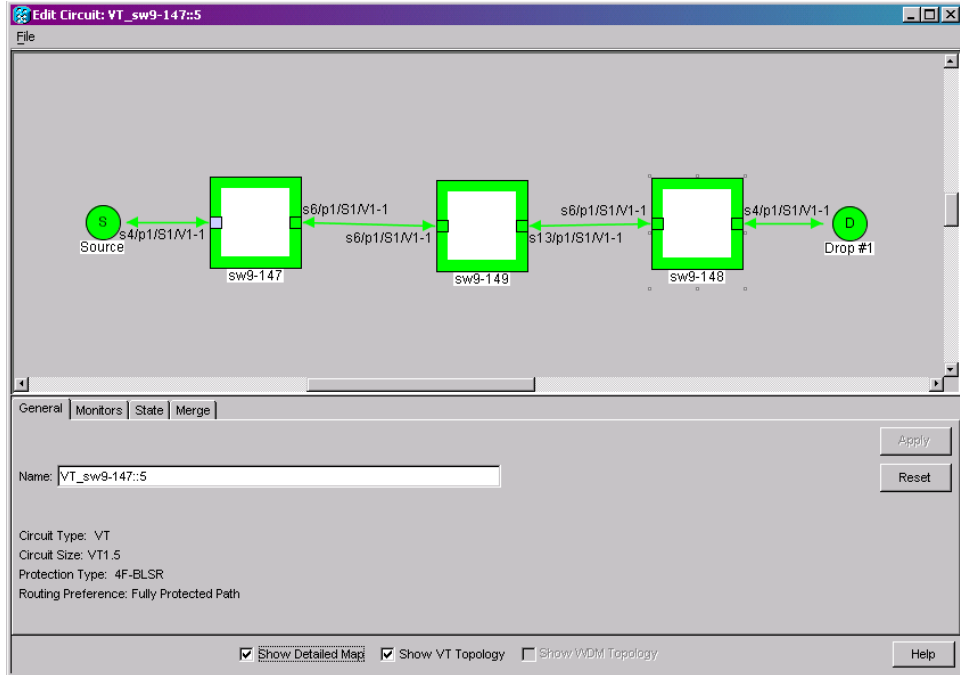 Edit Circuit: VT_sw9-147::5
File
S
Source
s4/p1/S1/V1-1
sw9-147
s6/p1/S1/V1-1
s6/p1/S1/V1-1
sw9-149
s6/p1/S1/V1-1
s13/p1/S1/V1-1
sw9-148
s4/p1/S1/V1-1
D
Drop #1
General
Monitors
State
Merge
Apply
Name: VT_sw9-147::5
Reset
Circuit Type: VT
Circuit Size: VT1.5
Protection Type: 4F-BLSR
Routing Preference: Fully Protected Path
Show Detailed Map
Show VT Topology
Show WDM Topology
Help